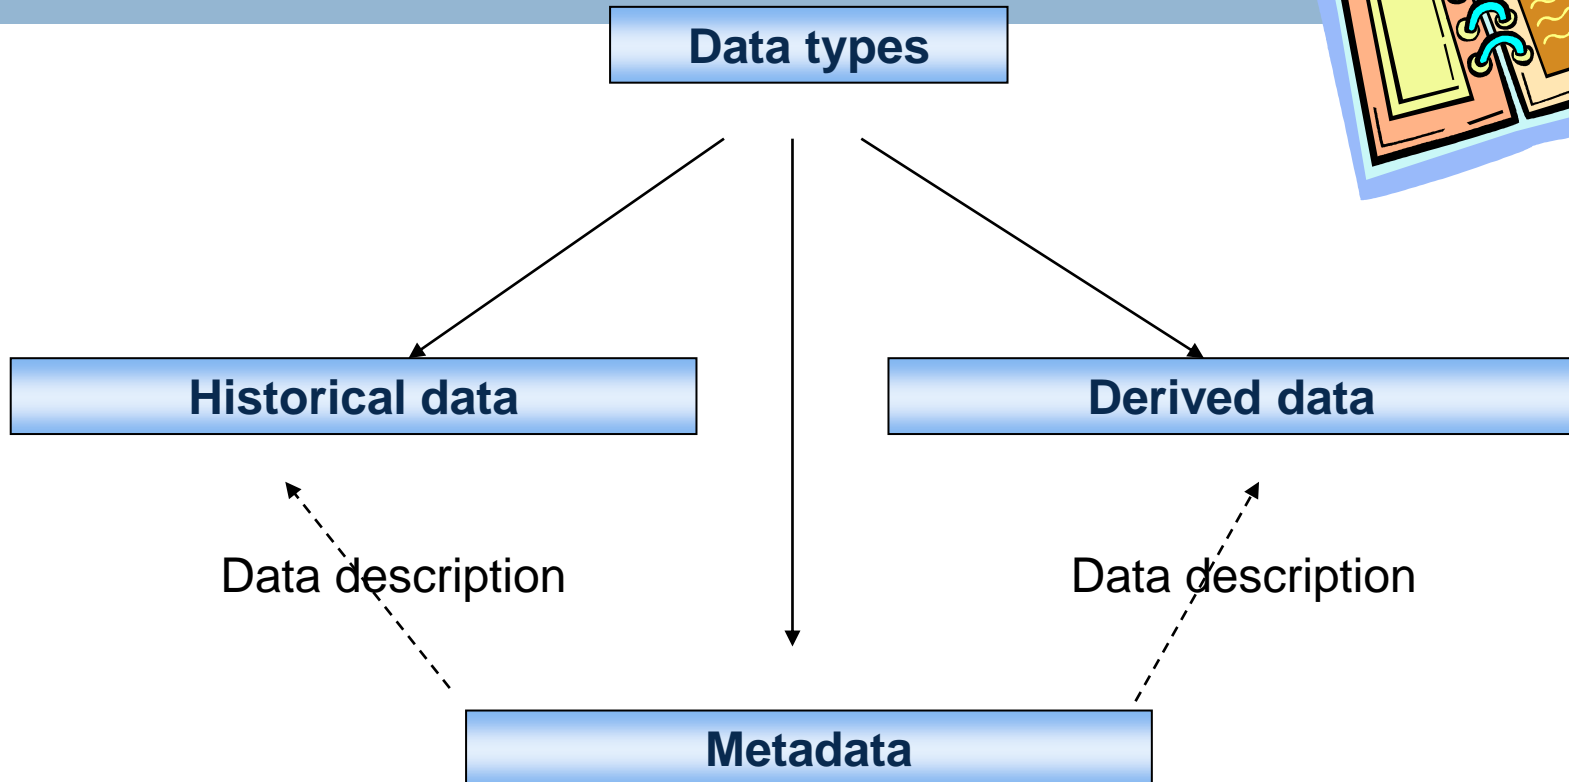 Data types
Historical data
Derived data
Data description
Data description
Metadata